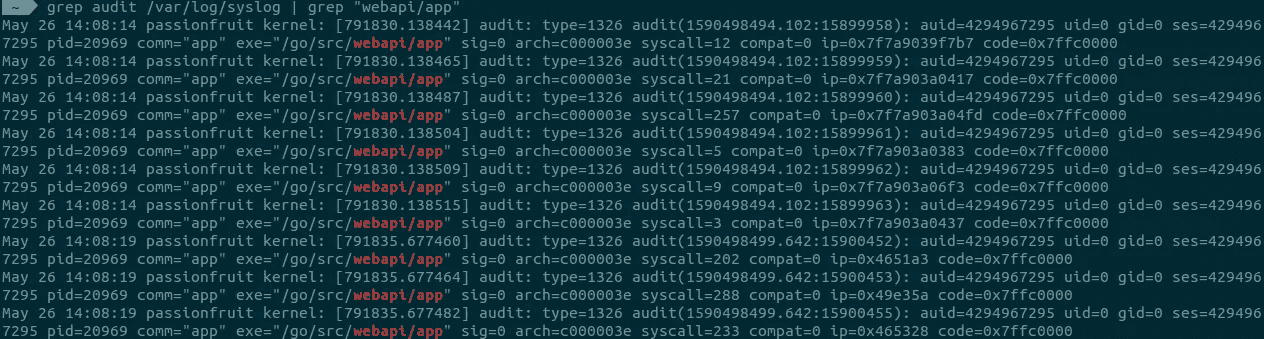 ~ grep audit /var/log/syslog | grep "webapi/app"
May 26 14:08:14 passionfruit kernel: [791830.138442] audit: type=1326 audit(1590498494.102:15899958): auid=4294967295 uid=0 gid=0 ses=429496
7295 pid=20969 comm="app" exe="/go/src/webapi/app" sig=0 arch=c000003e syscall=12 compat=0 ip=0x7f7a9039f7b7 code=0x7ffc0000
May 26 14:08:14 passionfruit kernel: [791830.138465] audit: type=1326 audit(1590498494.102:15899959): auid=4294967295 uid=0 gid=0 ses=429496
7295 pid=20969 comm="app" exe="/go/src/webapi/app" sig=0 arch=c000003e syscall=21 compat=0 ip=0x7f7a903a0417 code=0x7ffc0000
May 26 14:08:14 passionfruit kernel: [791830.138487] audit: type=1326 audit(1590498494.102:15899960): auid=4294967295 uid=0 gid=0 ses=429496
7295 pid=20969 comm="app" exe="/go/src/webapi/app" sig=0 arch=c000003e syscall=257 compat=0 ip=0x7f7a903a04fd code=0x7ffc0000
May 26 14:08:14 passionfruit kernel: [791830.138504] audit: type=1326 audit(1590498494.102:15899961): auid=4294967295 uid=0 gid=0 ses=429496
7295 pid=20969 comm="app" exe="/go/src/webapi/app" sig=0 arch=c000003e syscall=5 compat=0 ip=0x7f7a903a0383 code=0x7ffc0000
May 26 14:08:14 passionfruit kernel: [791830.138509] audit: type=1326 audit(1590498494.102:15899962): auid=4294967295 uid=0 gid=0 ses=429496
7295 pid=20969 comm="app" exe="/go/src/webapi/app" sig=0 arch=c000003e syscall=9 compat=0 ip=0x7f7a903a06f3 code=0x7ffc0000
May 26 14:08:14 passionfruit kernel: [791830.138515] audit: type=1326 audit(1590498494.102:15899963): auid=4294967295 uid=0 gid=0 ses=429496
7295 pid=20969 comm="app" exe="/go/src/webapi/app" sig=0 arch=c000003e syscall=3 compat=0 ip=0x7f7a903a0437 code=0x7ffc0000
May 26 14:08:19 passionfruit kernel: [791835.677460] audit: type=1326 audit(1590498499.642:15900452): auid=4294967295 uid=0 gid=0 ses=429496
7295 pid=20969 comm="app" exe="/go/src/webapi/app" sig=0 arch=c000003e syscall=202 compat=0 ip=0x4651a3 code=0x7ffc0000
May 26 14:08:19 passionfruit kernel: [791835.677464] audit: type=1326 audit(1590498499.642:15900453): auid=4294967295 uid=0 gid=0 ses=429496
7295 pid=20969 comm="app" exe="/go/src/webapi/app" sig=0 arch=c000003e syscall=288 compat=0 ip=0x49e35a code=0x7ffc0000
May 26 14:08:19 passionfruit kernel: [791835.677482] audit: type=1326 audit(1590498499.642:15900455): auid=4294967295 uid=0 gid=0 ses=429496
7295 pid=20969 comm="app" exe="/go/src/webapi/app" sig=0 arch=c000003e syscall=233 compat=0 ip=0x465328 code=0x7ffc0000